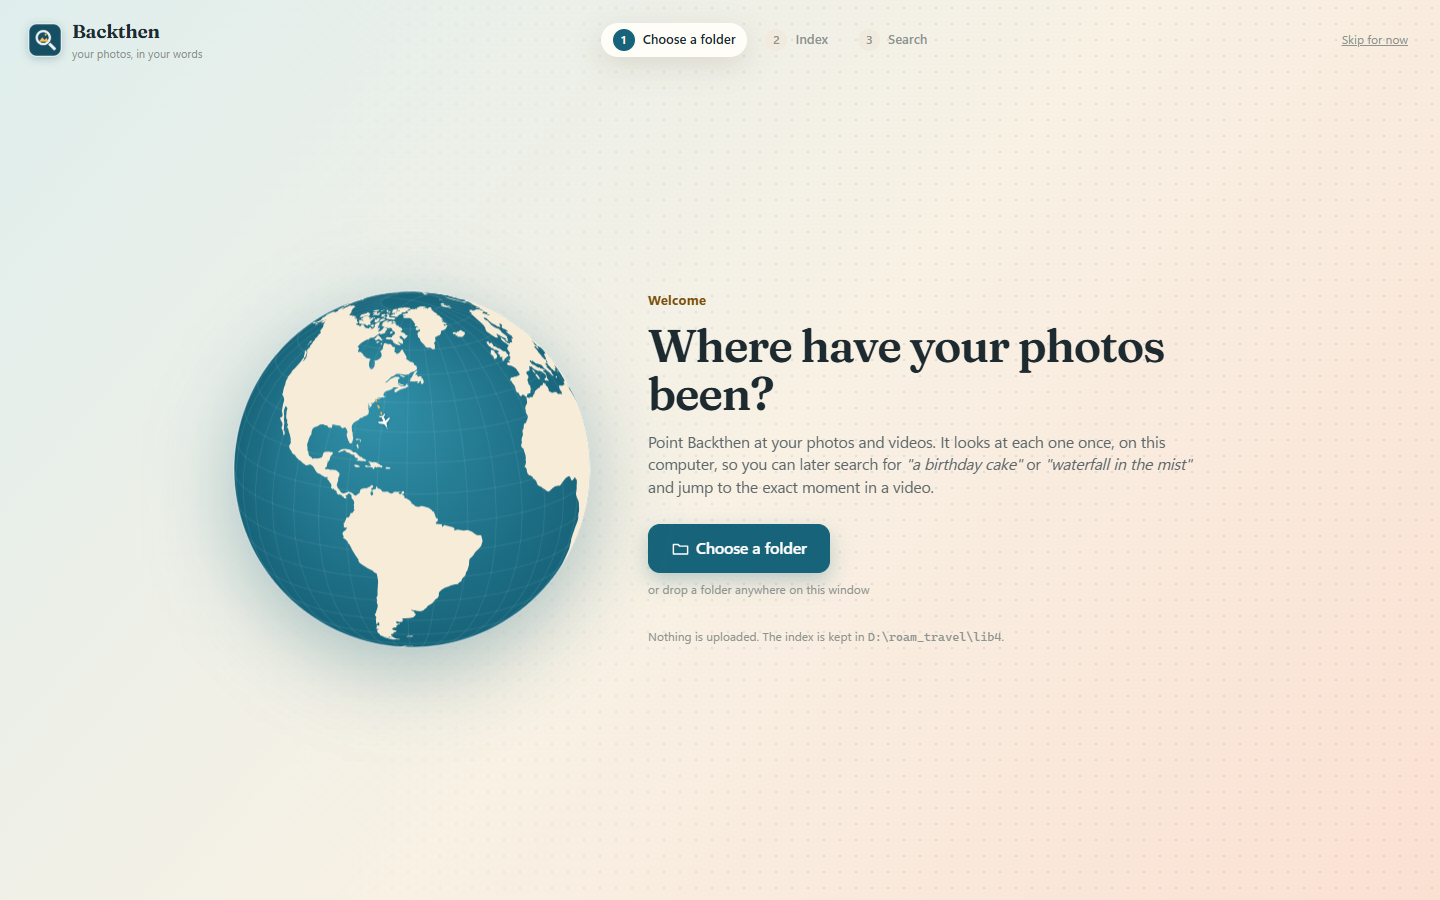 Backthen
your photos, in your words
1 Choose a folder
2 Index
3 Search
Skip for now
Welcome
Where have your photos
been?
Point Backthen at your photos and videos. It looks at each one once, on this
computer, so you can later search for "a birthday cake" or "waterfall in the mist"
and jump to the exact moment in a video.
Choose a folder
or drop a folder anywhere on this window
Nothing is uploaded. The index is kept in D:\roam_travel\lib4.